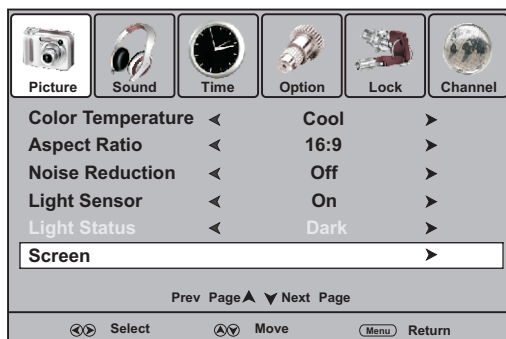 Picture Sound Time Option Lock Channel
Color Temperature Cool
Aspect Ratio 16:9
Noise Reduction Off
Light Sensor On
Light Status Dark
Screen
Prev Page Next Page
Select Move Menu Return